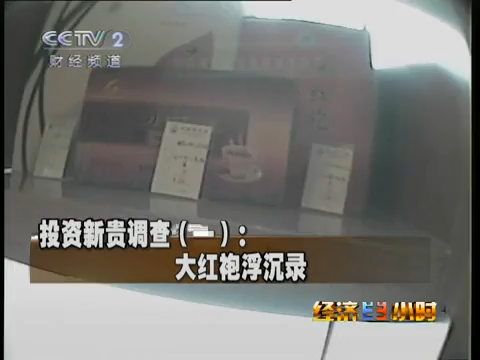 CCTV 2
财经频道
投资新贵调查(一):
大红袍浮沉录
经济半小时